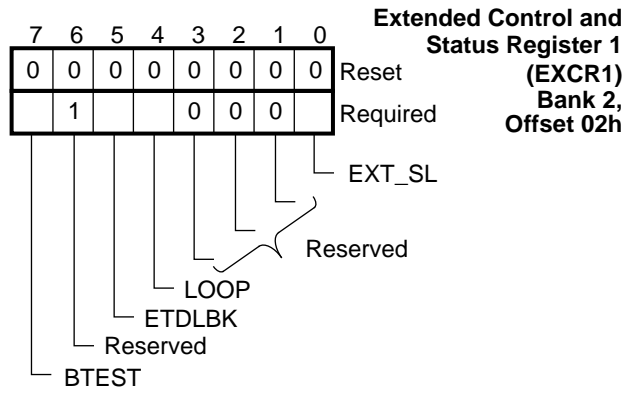 Extended Control and
Status Register 1
(EXCR1)
Bank 2,
Offset 02h
7 6 5 4 3 2 1 0
0 0 0 0 0 0 0 0 Reset
1 0 0 0 Required
EXT_SL
Reserved
LOOP
ETDLBK
Reserved
BTEST